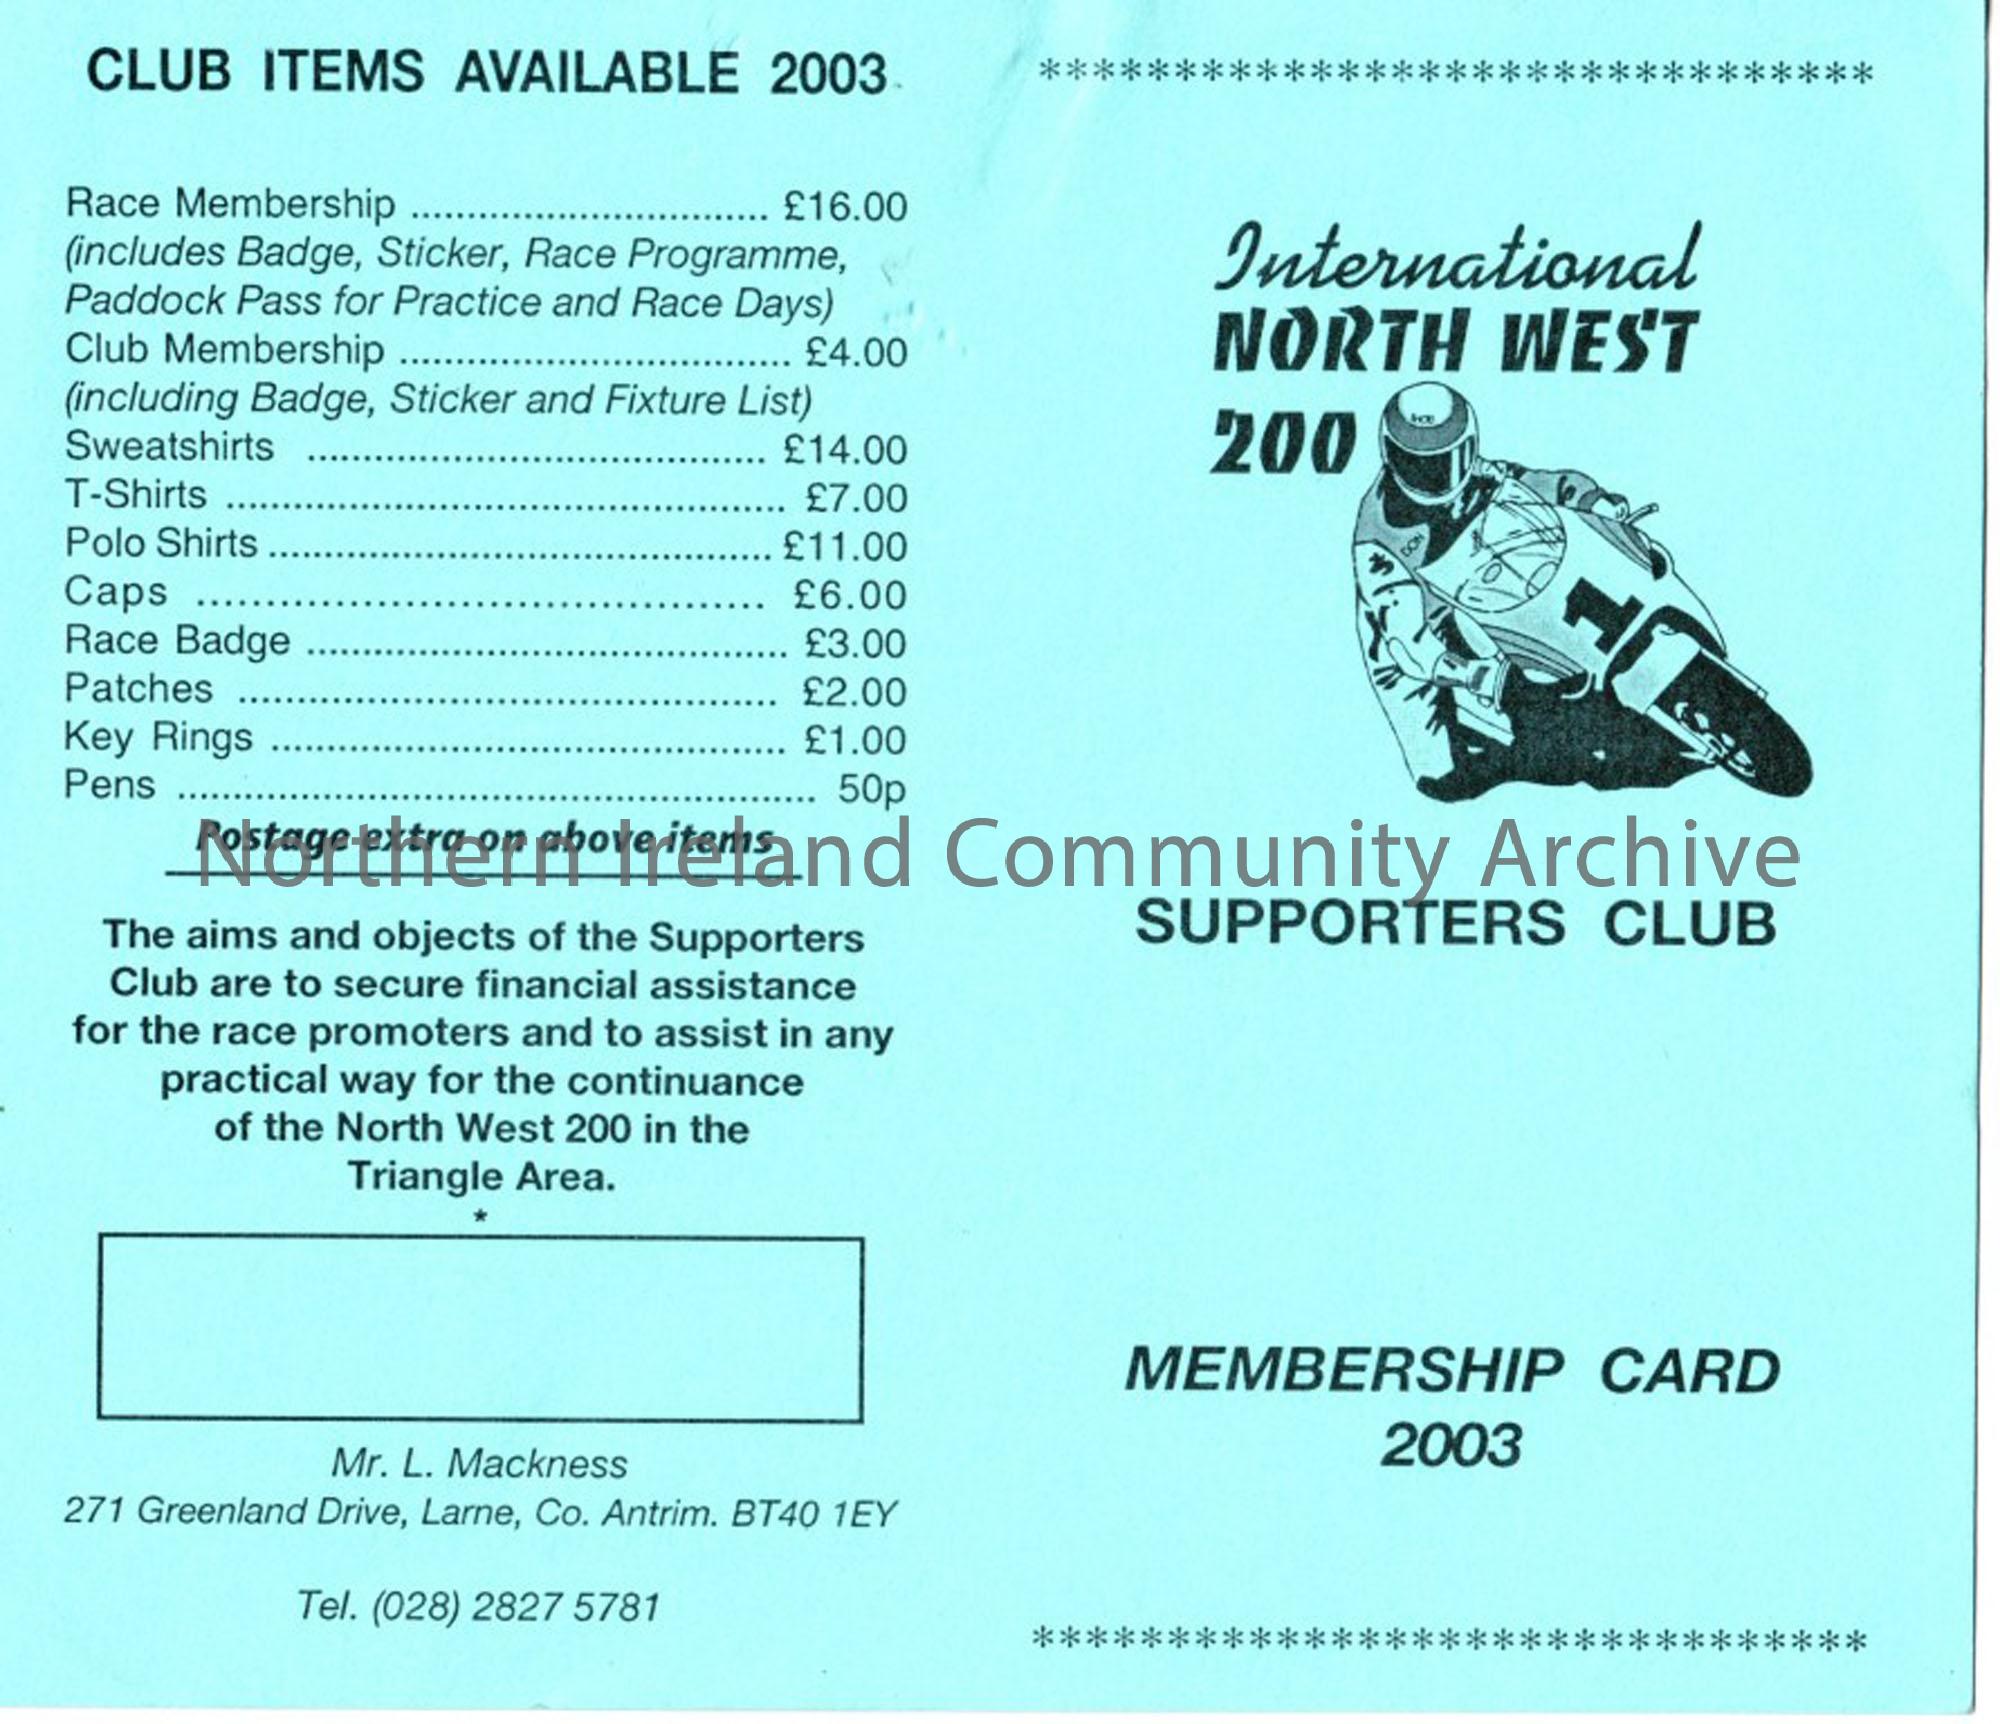 CLUB ITEMS AVAILABLE 2003
Race Membership ................................ £16.00
(includes Badge, Sticker, Race Programme,
Paddock Pass for Practice and Race Days)
Club Membership ................................... £4.00
(including Badge, Sticker and Fixture List)
Sweatshirts ......................................... £14.00
T-Shirts .................................................. £7.00
Polo Shirts ............................................. £11.00
Caps ......................................... £6.00
Race Badge ........................................... £3.00
Patches ................................................ £2.00
Key Rings .............................................. £1.00
Pens ......................................................... 50p
Postage extra on above items
The aims and objects of the Supporters
Club are to secure financial assistance
for the race promoters and to assist in any
practical way for the continuance
of the North West 200 in the
Triangle Area.
*
Mr. L. Mackness
271 Greenland Drive, Larne, Co. Antrim. BT40 1EY
Tel. (028) 2827 5781
*******************************
International
NORTH WEST
200
1
SUPPORTERS CLUB
MEMBERSHIP CARD
2003
*******************************
Northern Ireland Community Archive